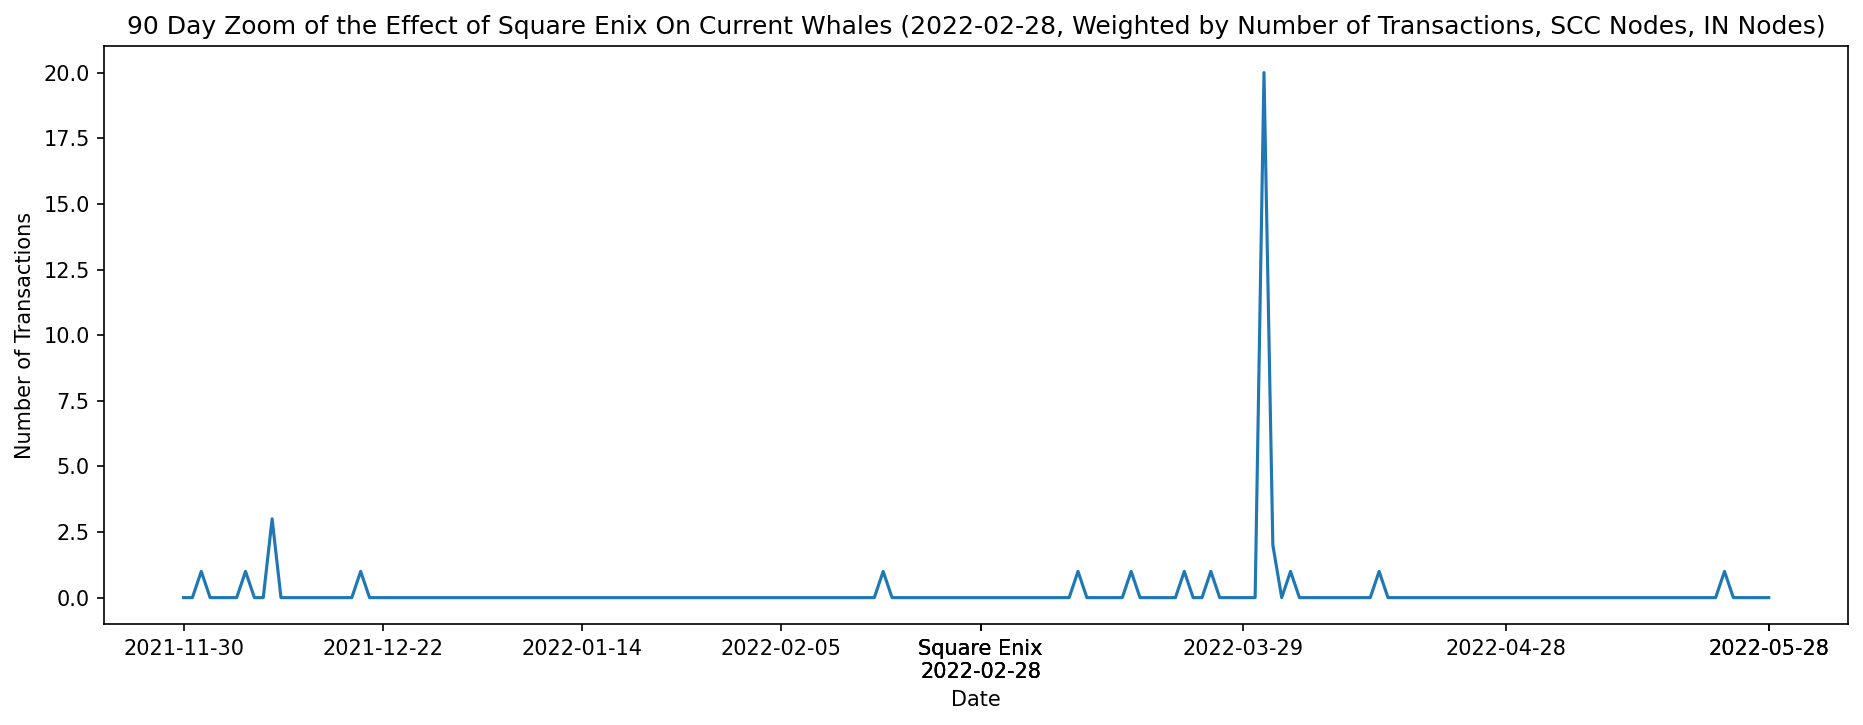 90 Day Zoom of the Effect of Square Enix On Current Whales (2022-02-28, Weighted by Number of Transactions, SCC Nodes, IN Nodes)
20.0
17.5
15.0
12.5
10.0
7.5
5.0
2.5
0.0
Number of Transactions
2021-11-30 2021-12-22 2022-01-14 2022-02-05 Square Enix 2022-03-29 2022-04-28 2022-05-28
2022-02-28
Date